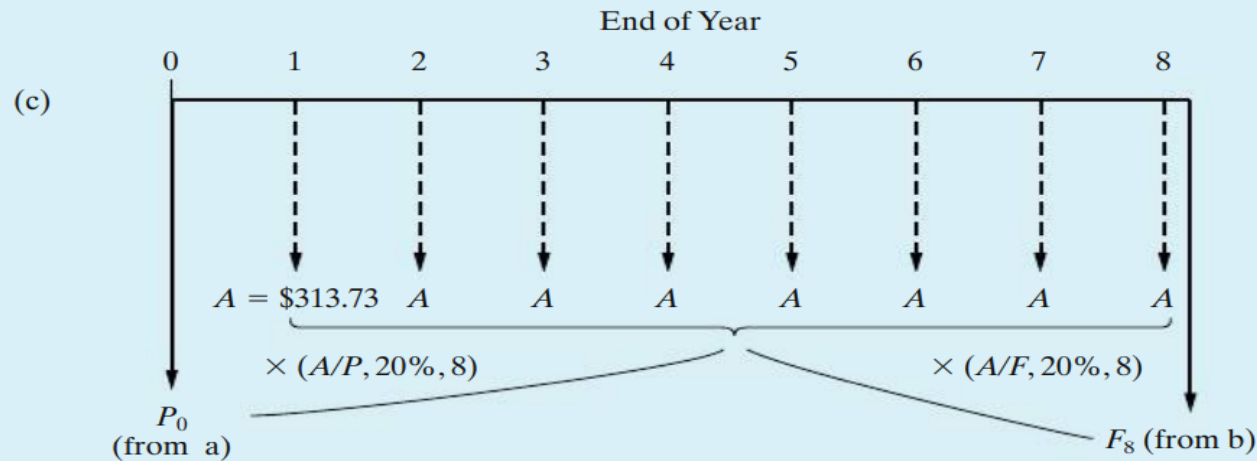 End of Year
0 1 2 3 4 5 6 7 8
(c)
A = $313.73 A A A A A A A
× (A/P, 20%, 8) × (A/F, 20%, 8)
P₀
(from a)
F₈ (from b)